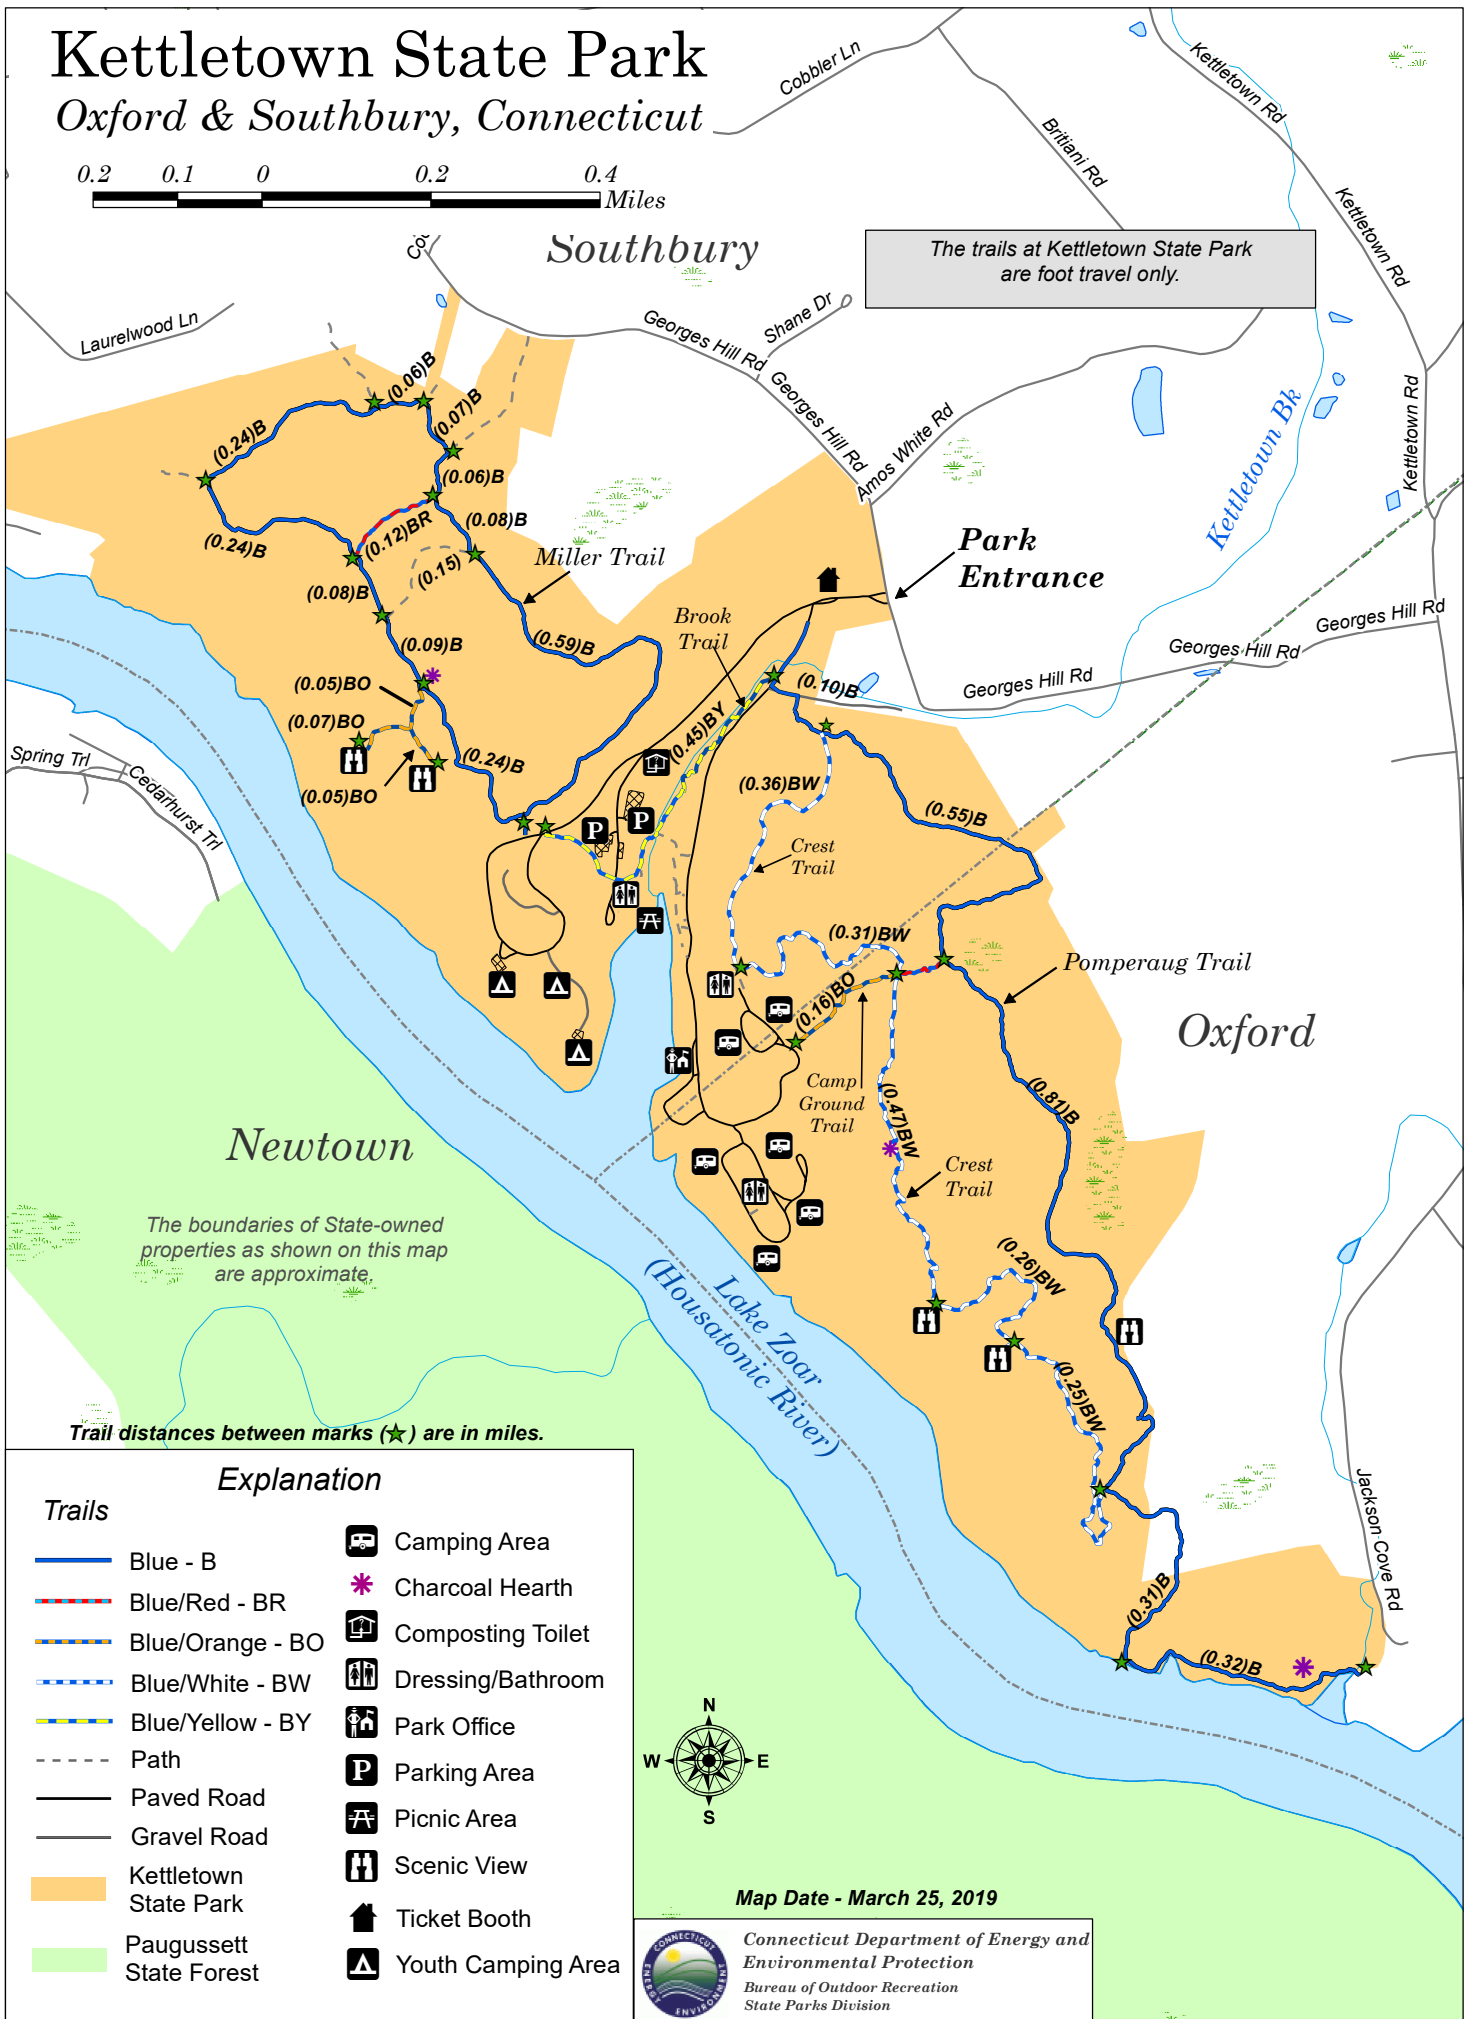 Kettletown State Park
Oxford & Southbury, Connecticut
0.2 0.1 0 0.2 0.4
Miles
Cobbler Ln
Kettletown Rd
Britiani Rd
Kettletown Rd
Southbury
The trails at Kettletown State Park
are foot travel only.
Laurelwood Ln
Georges Hill Rd
Shane Dr
Georges Hill Rd
Amos White Rd
Kettletown Bk
Kettletown Rd
(0.06)B
(0.07)B
(0.24)B
(0.06)B
(0.08)B
(0.12)BR
(0.24)B
(0.15)
Miller Trail
(0.08)B
Park
Entrance
Brook
Trail
(0.59)B
(0.09)B
Georges Hill Rd
Georges Hill Rd
Georges Hill Rd
(0.05)BO
(0.10)B
(0.07)BO
(0.45)BY
(0.24)B
(0.05)BO
(0.36)BW
Spring Trl
Cedarhurst Trl
(0.55)B
P
P
Crest
Trail
(0.31)BW
Pomperaug Trail
(0.16)BO
Oxford
Camp
Ground
Trail
(0.47)BW
(0.81)B
Newtown
Crest
Trail
The boundaries of State-owned
properties as shown on this map
are approximate.
(0.26)BW
Lake Zoar
(Housatonic River)
(0.25)BW
Trail distances between marks ( ) are in miles.
Jackson Cove Rd
(0.31)B
(0.32)B
Explanation
Trails
Blue - B
Blue/Red - BR
Blue/Orange - BO
Blue/White - BW
Blue/Yellow - BY
Path
Paved Road
Gravel Road
Kettletown
State Park
Paugussett
State Forest
Camping Area
Charcoal Hearth
Composting Toilet
Dressing/Bathroom
Park Office
P Parking Area
Picnic Area
Scenic View
Ticket Booth
Youth Camping Area
N
W E
S
Map Date - March 25, 2019
CONNECTICUT
ENERGY ENVIRONMENT
Connecticut Department of Energy and
Environmental Protection
Bureau of Outdoor Recreation
State Parks Division